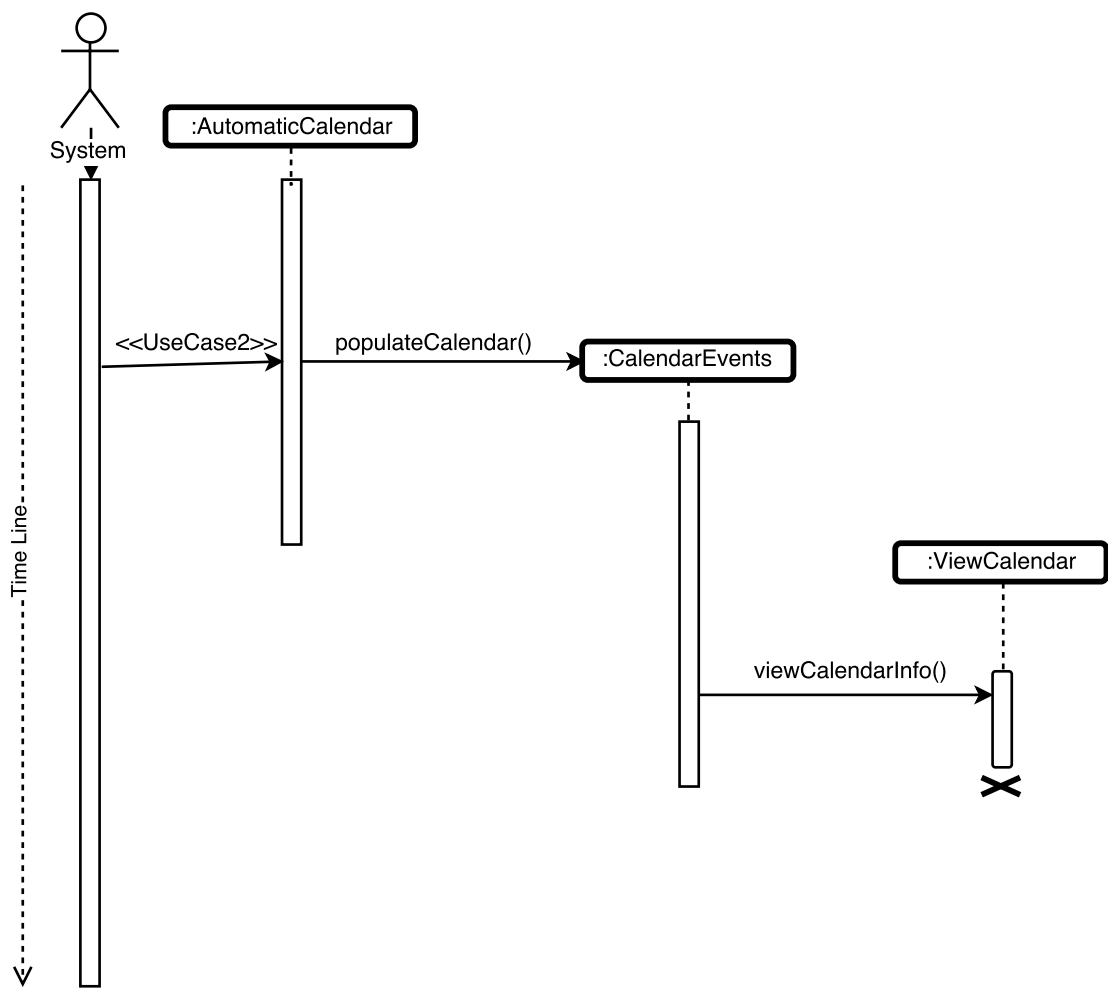 System
:AutomaticCalendar
<<UseCase2>>
populateCalendar()
:CalendarEvents
Time Line
:ViewCalendar
viewCalendarInfo()